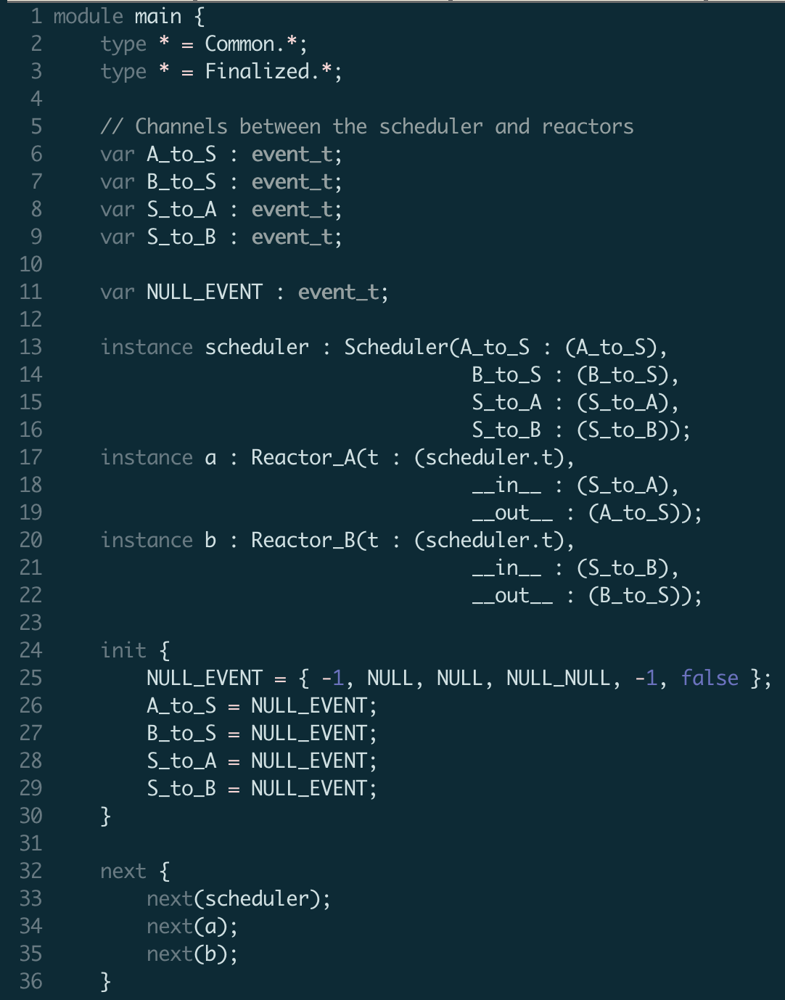 1 module main {
2     type * = Common.*;
3     type * = Finalized.*;
4
5     // Channels between the scheduler and reactors
6     var A_to_S : event_t;
7     var B_to_S : event_t;
8     var S_to_A : event_t;
9     var S_to_B : event_t;
10
11     var NULL_EVENT : event_t;
12
13     instance scheduler : Scheduler(A_to_S : (A_to_S),
14                                     B_to_S : (B_to_S),
15                                     S_to_A : (S_to_A),
16                                     S_to_B : (S_to_B));
17     instance a : Reactor_A(t : (scheduler.t),
18                                     __in__ : (S_to_A),
19                                     __out__ : (A_to_S));
20     instance b : Reactor_B(t : (scheduler.t),
21                                     __in__ : (S_to_B),
22                                     __out__ : (B_to_S));
23
24     init {
25         NULL_EVENT = { -1, NULL, NULL, NULL_NULL, -1, false };
26         A_to_S = NULL_EVENT;
27         B_to_S = NULL_EVENT;
28         S_to_A = NULL_EVENT;
29         S_to_B = NULL_EVENT;
30     }
31
32     next {
33         next(scheduler);
34         next(a);
35         next(b);
36     }